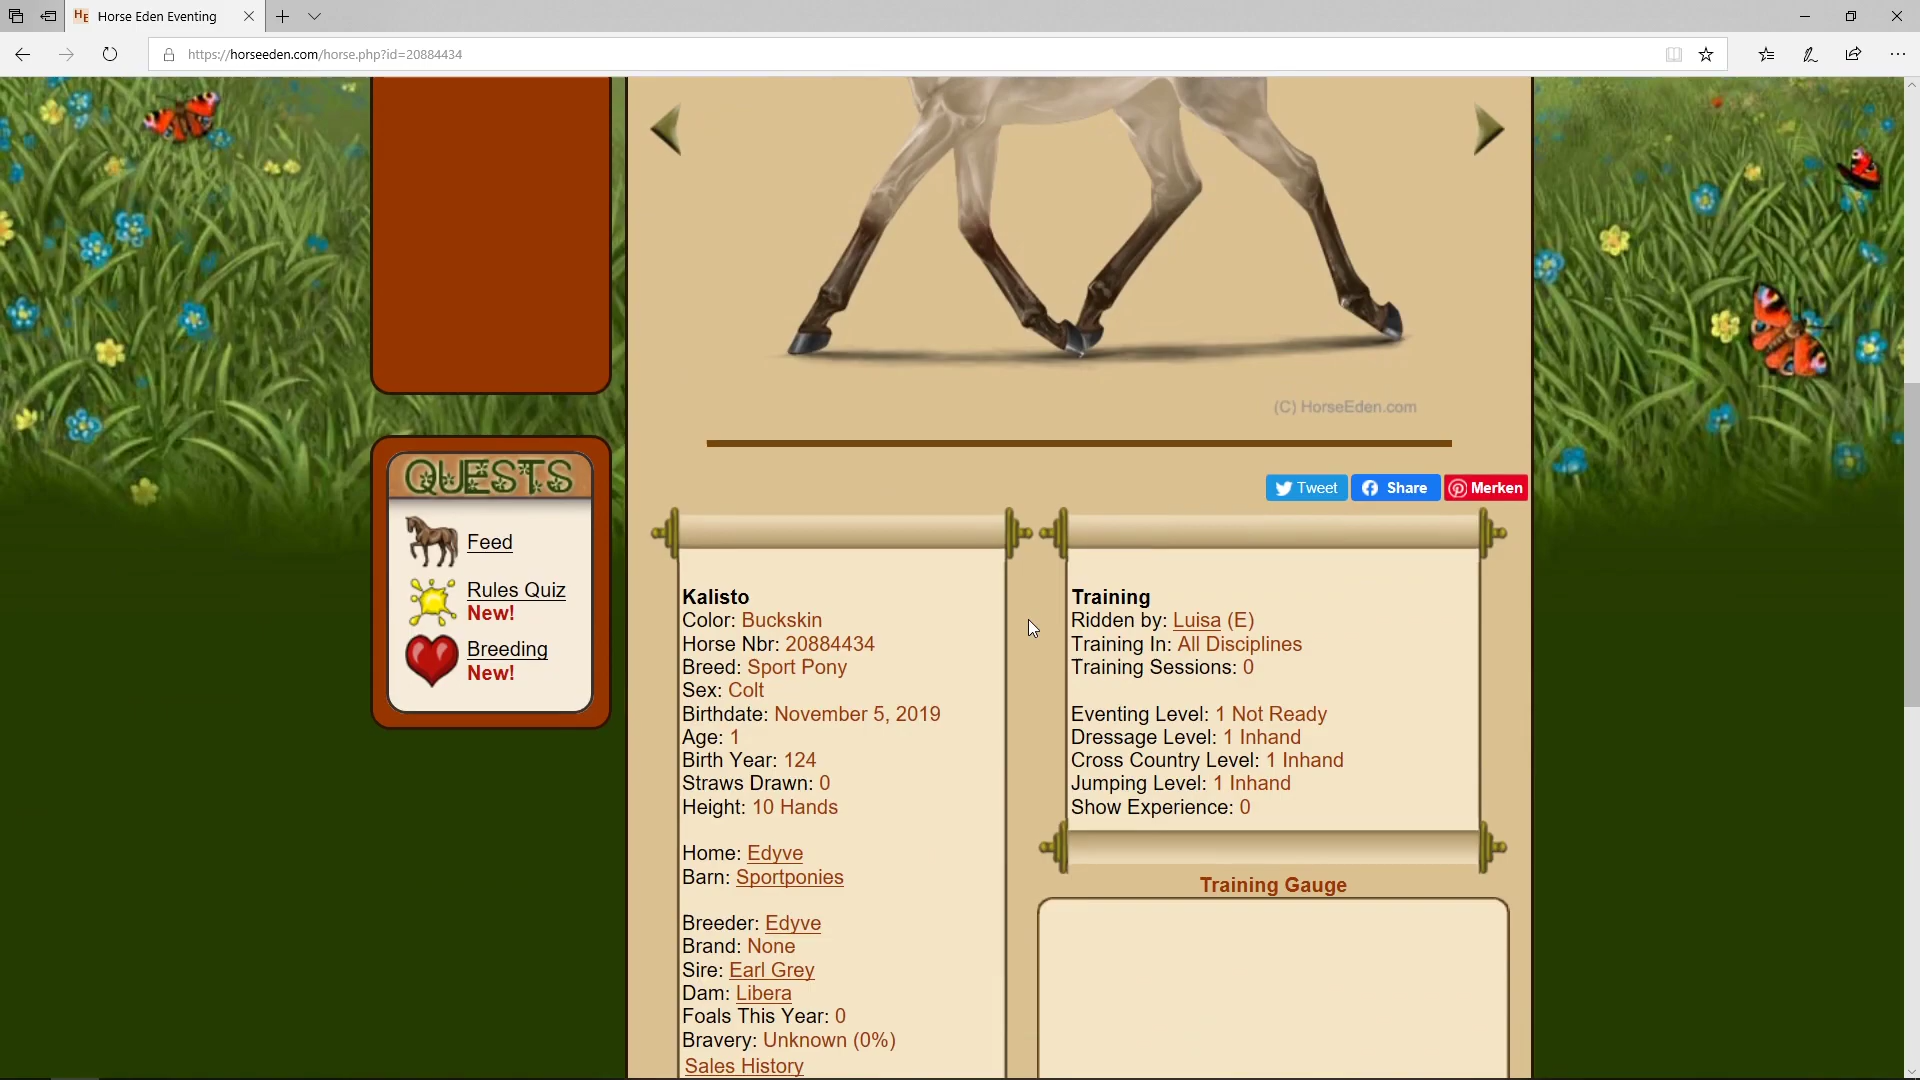 Horse Eden Eventing
https://horseeden.com/horse.php?id=20884434
(C) HorseEden.com
QUESTS
Feed
Rules Quiz
New!
Breeding
New!
Tweet
Share
Merken
Kalisto
Color: Buckskin
Horse Nbr: 20884434
Breed: Sport Pony
Sex: Colt
Birthdate: November 5, 2019
Age: 1
Birth Year: 124
Straws Drawn: 0
Height: 10 Hands
Home: Edyve
Barn: Sportponies
Breeder: Edyve
Brand: None
Sire: Earl Grey
Dam: Libera
Foals This Year: 0
Bravery: Unknown (0%)
Sales History
Training
Ridden by: Luisa (E)
Training In: All Disciplines
Training Sessions: 0
Eventing Level: 1 Not Ready
Dressage Level: 1 Inhand
Cross Country Level: 1 Inhand
Jumping Level: 1 Inhand
Show Experience: 0
Training Gauge